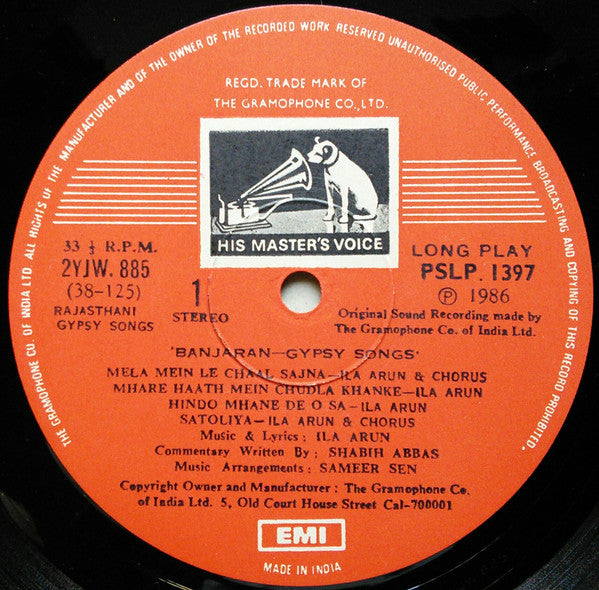 THE GRAMOPHONE CO. OF INDIA LTD. ALL RIGHTS OF THE MANUFACTURER AND OF THE OWNER OF THE RECORDED WORK RESERVED UNAUTHORISED PUBLIC PERFORMANCE BROADCASTING AND COPYING OF THIS RECORD PROHIBITED.
REGD. TRADE MARK OF
THE GRAMOPHONE CO., LTD.
HIS MASTER'S VOICE
33 1/3 R.P.M.
2YJW. 885
(38-125)
RAJASTHANI
GYPSY SONGS
1
STEREO
LONG PLAY
PSLP. 1397
Ⓟ 1986
Original Sound Recording made by
The Gramophone Co. of India Ltd.
'BANJARAN—GYPSY SONGS'
MELA MEIN LE CHAAL SAJNA—ILA ARUN & CHORUS
MHARE HAATH MEIN CHUDLA KHANKE—ILA ARUN
HINDO MHANE DE O SA—ILA ARUN
SATOLIYA— ILA ARUN & CHORUS
Music & Lyrics: ILA ARUN
Commentary Written By: SHABIH ABBAS
Music Arrangements: SAMEER SEN
Copyright Owner and Manufacturer: The Gramophone Co.
of India Ltd. 5, Old Court House Street Cal-700001
EMI
MADE IN INDIA